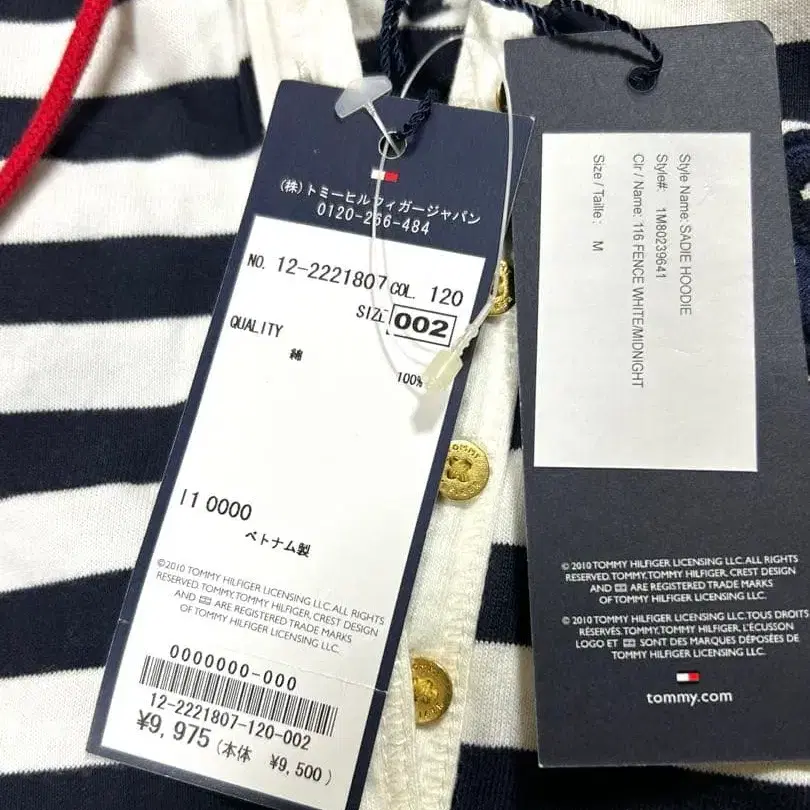 (株)トミーヒルフィガージャパン
0120-266-484
NO. 12-2221807 COL. 120
SIZE 002
QUALITY
綿
100%
I1 0000
ベトナム製
©2010 TOMMY HILFIGER LICENSING LLC. ALL RIGHTS
RESERVED. TOMMY, TOMMY HILFIGER, CREST DESIGN
AND ARE REGISTERED TRADE MARKS
OF TOMMY HILFIGER LICENSING LLC.
0000000-000
12-2221807-120-002
¥9,975 (本体 ¥9,500)
Style Name: SADIE HOODIE
Style#: 1M80239641
Clr / Name: 116 FENCE WHITE/MIDNIGHT
Size / Taille : M
© 2010 TOMMY HILFIGER LICENSING LLC. ALL RIGHTS
RESERVED. TOMMY, TOMMY HILFIGER, CREST DESIGN
AND ARE REGISTERED TRADE MARKS
OF TOMMY HILFIGER LICENSING LLC.
© 2010 TOMMY HILFIGER LICENSING LLC. TOUS DROITS
RÉSERVÉS. TOMMY, TOMMY HILFIGER, L'ÉCUSSON
LOGO ET SONT DES MARQUES DÉPOSÉES DE
TOMMY HILFIGER LICENSING LLC.
tommy.com
TOMMY